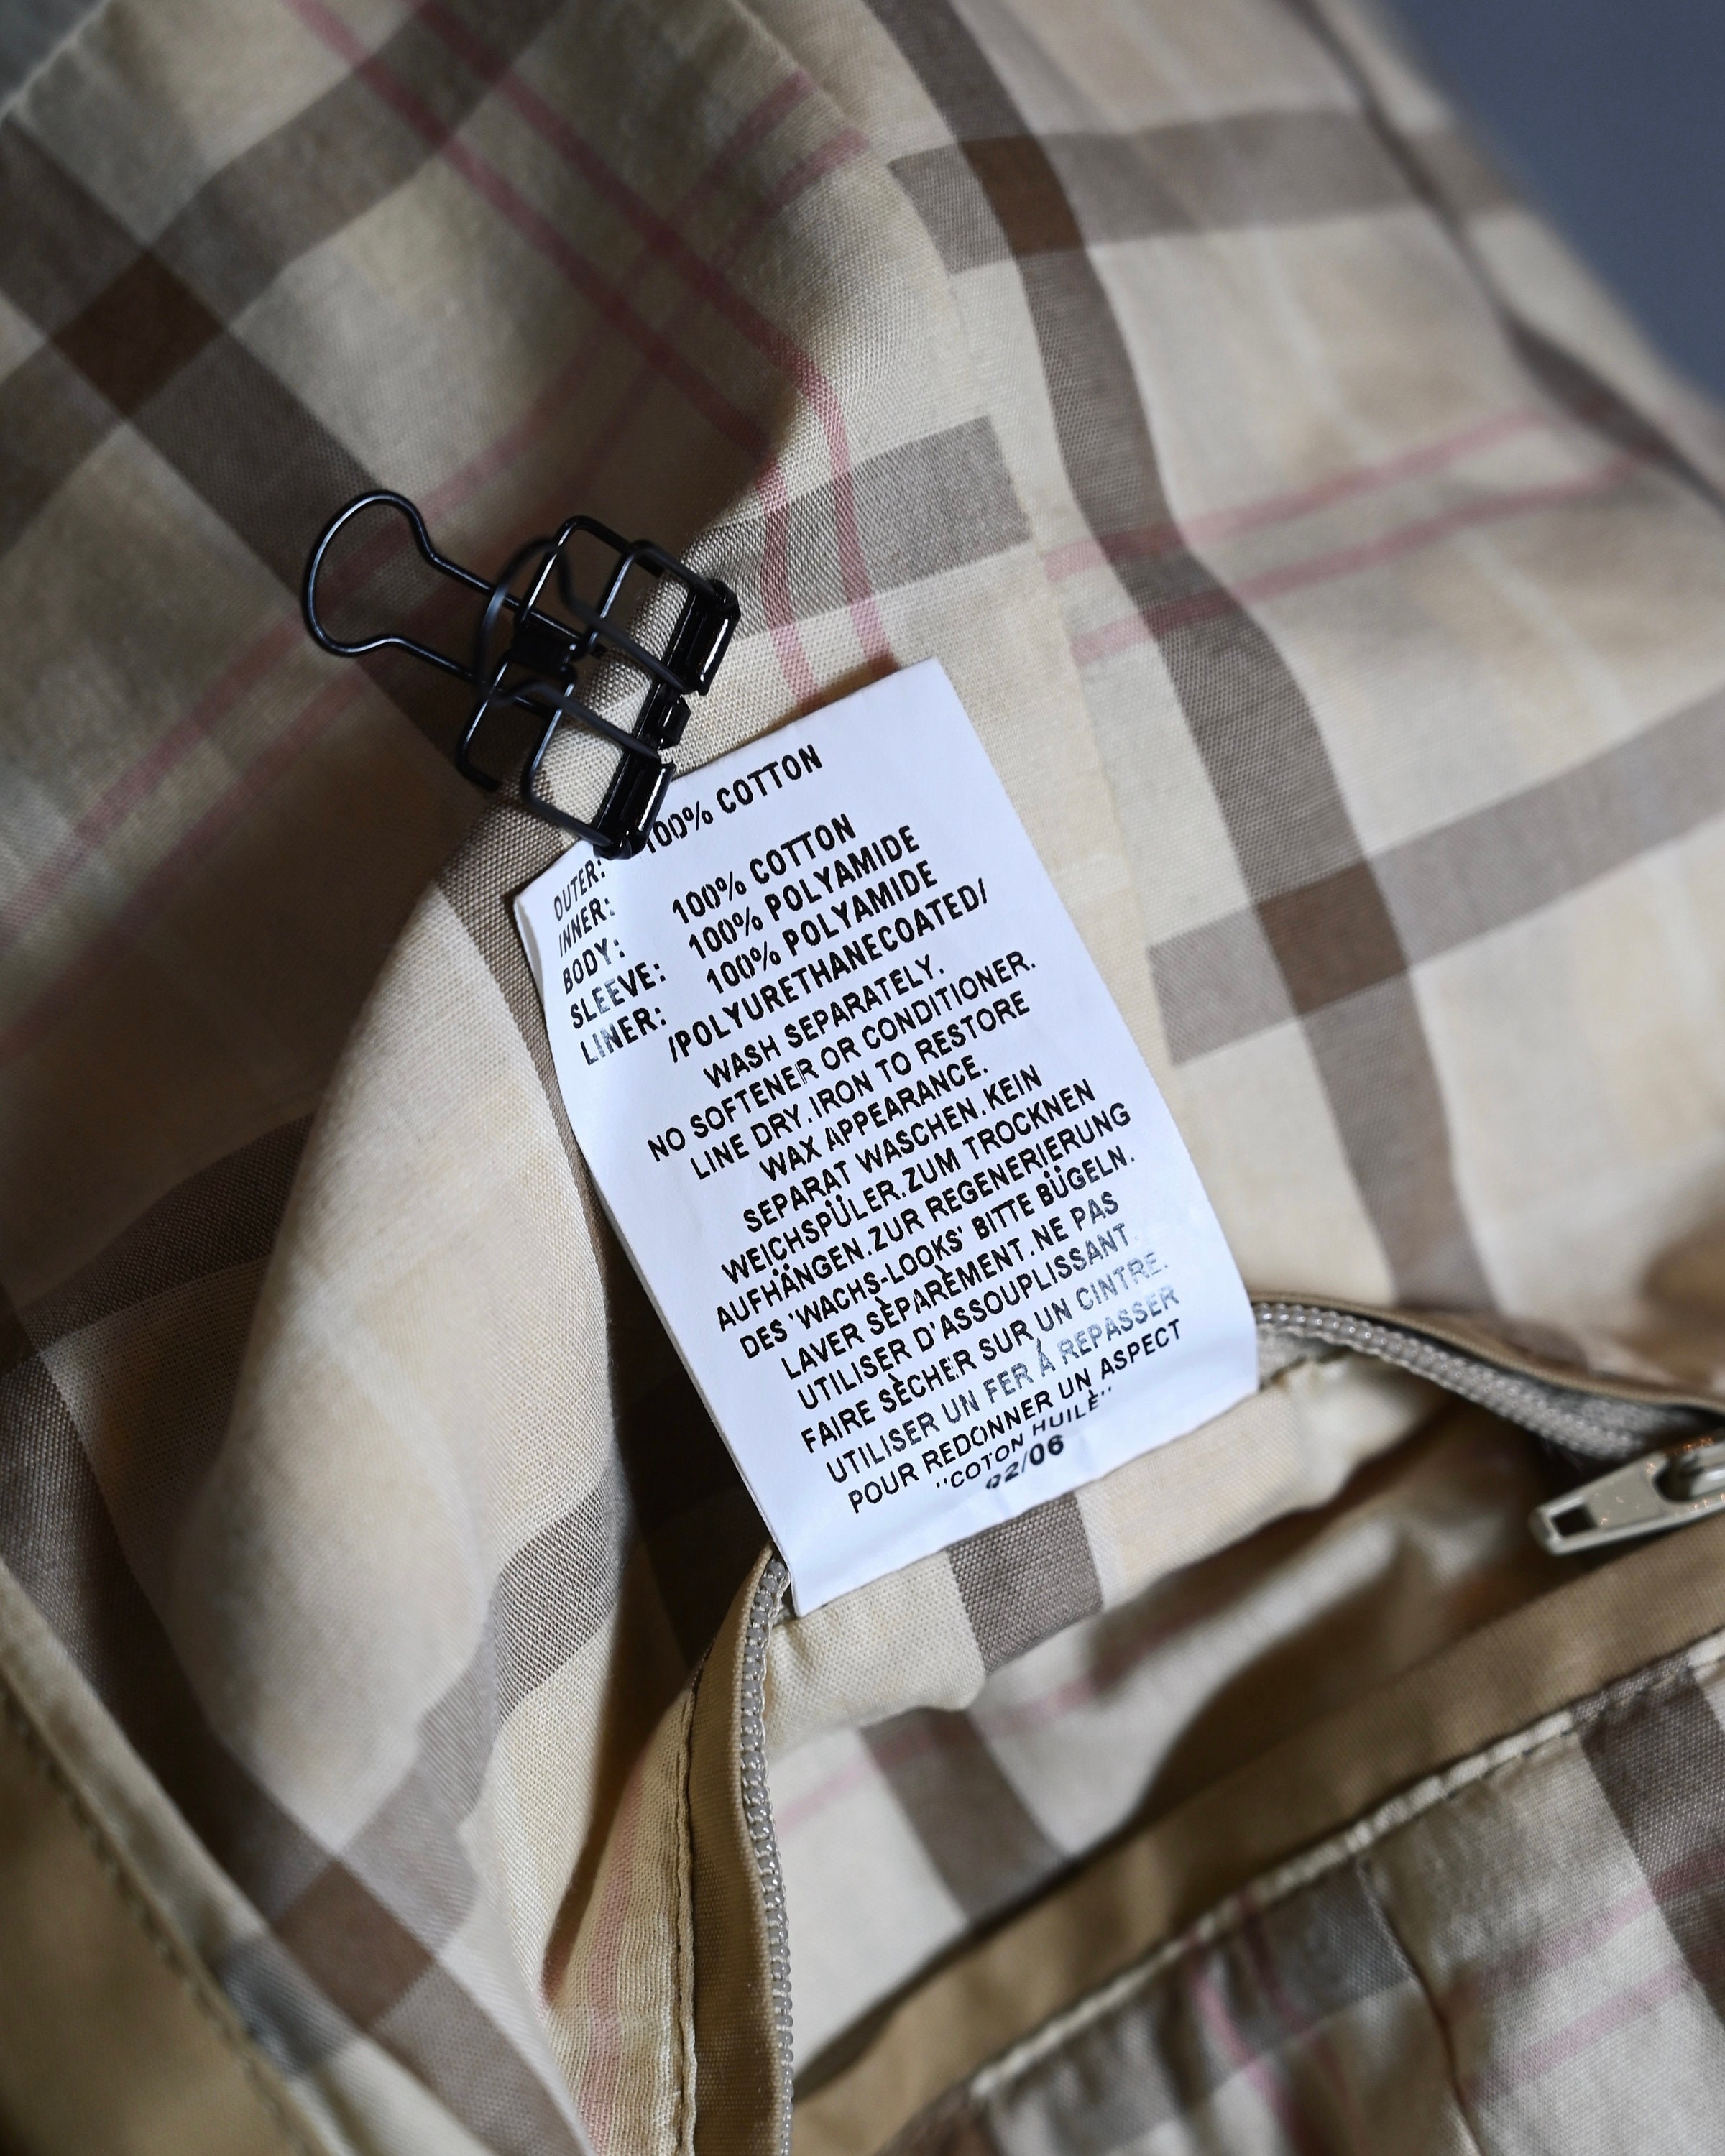 OUTER: 100% COTTON
INNER:
BODY: 100% COTTON
SLEEVE: 100% POLYAMIDE
LINER: 100% POLYAMIDE
/POLYURETHANECOATED/
WASH SEPARATELY.
NO SOFTENER OR CONDITIONER.
LINE DRY. IRON TO RESTORE
WAX APPEARANCE.
SEPARAT WASCHEN. KEIN
WEICHSPÜLER. ZUM TROCKNEN
AUFHÄNGEN. ZUR REGENERIERUNG
DES 'WACHS-LOOKS' BITTE BÜGELN.
LAVER SÈPARÈMENT. NE PAS
UTILISER D'ASSOUPLISSANT.
FAIRE SÈCHER SUR UN CINTRE.
UTILISER UN FER Á REPASSER
POUR REDONNER UN ASPECT
''COTON HUILÈ''
02/06